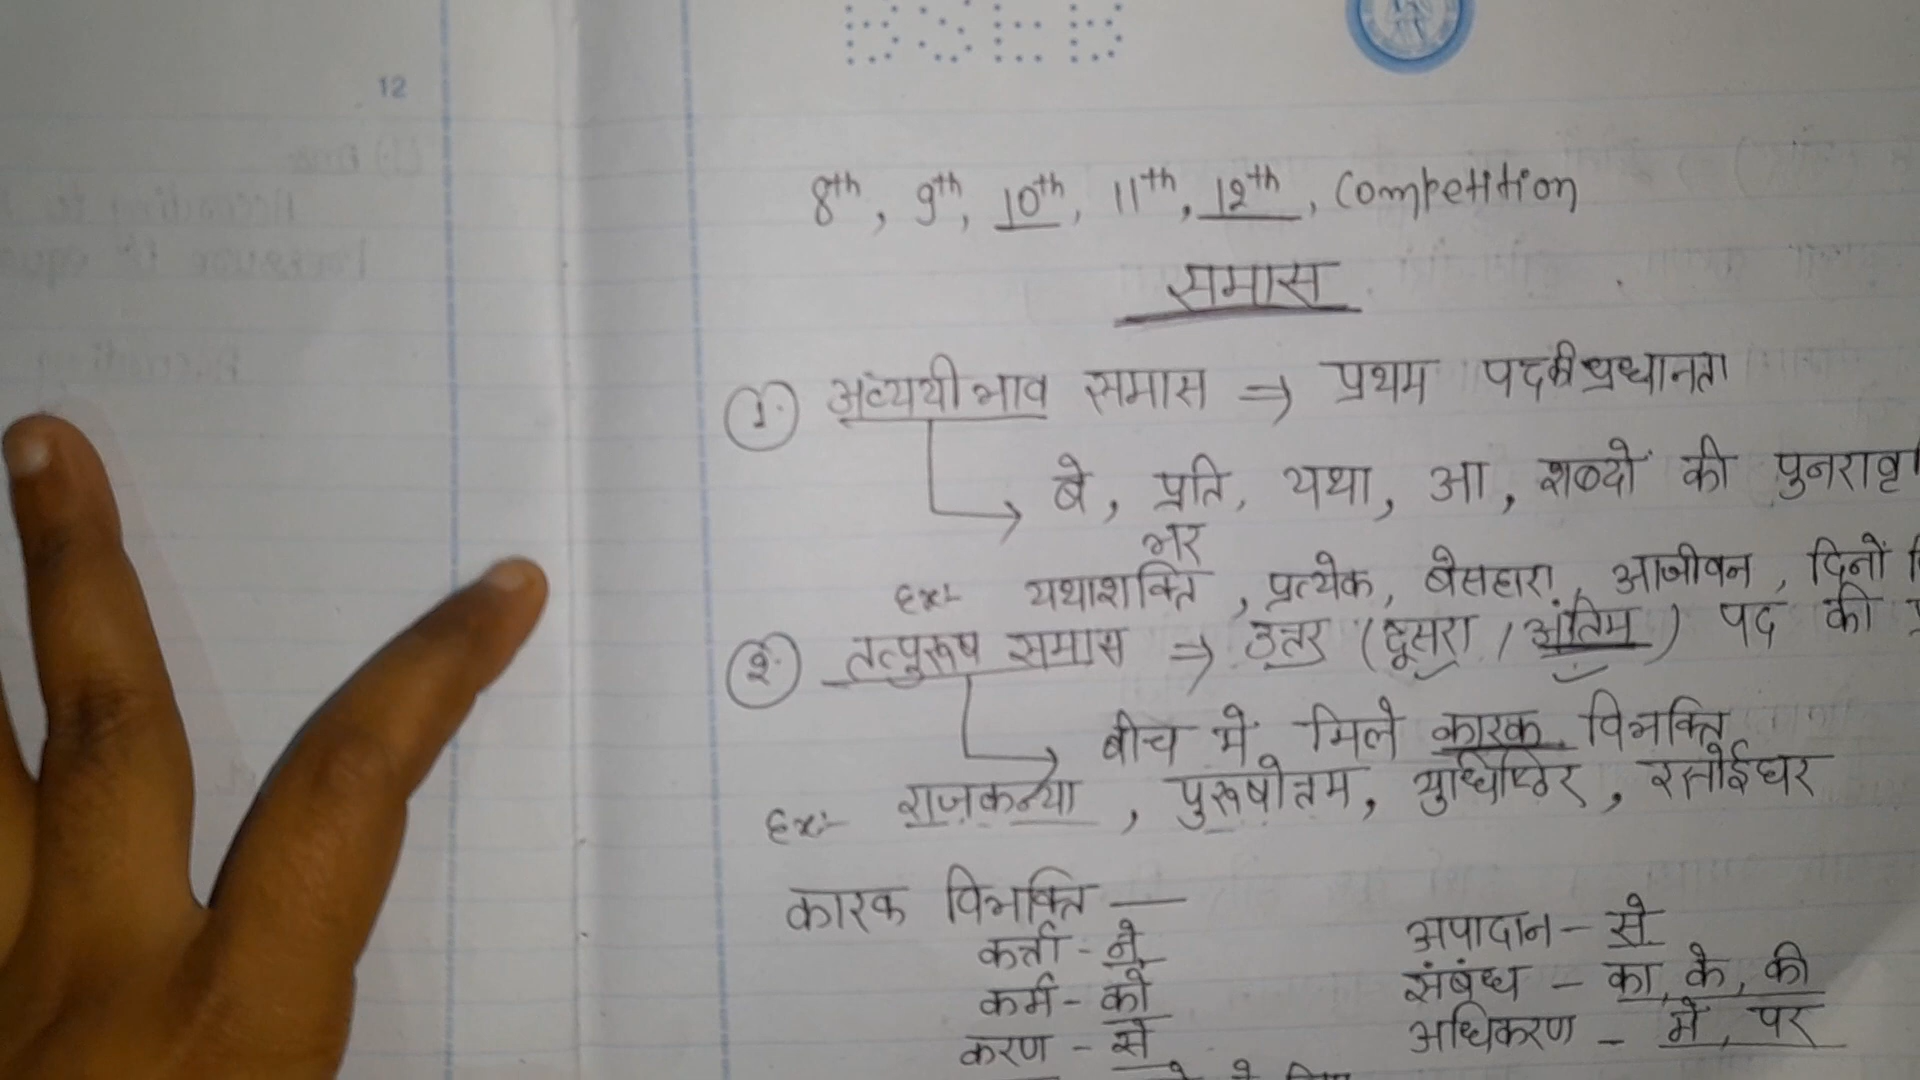 BSEB
12
8th, 9th, 10th, 11th, 12th, Competition
समास
1. अव्ययीभाव समास ⇒ प्रथम पद की प्रधानता
बे, प्रति, यथा, आ, शब्दों की
भर
Ex:- यथाशक्ति, प्रत्येक, बेसहारा, आजीवन, दिनों
2. तत्पुरूष समास ⇒ उत्तर (दूसरा / अंतिम) पद की
बीच में मिले कारक विभक्ति
Ex:- राजकन्या, पुरूषोतम, युधिष्ठिर, रसोईघर
कारक विभक्ति —
कर्त्ता - ने
कर्म - को
करण - से
अपादान - से
संबंध - का, के, की
अधिकरण - में, पर